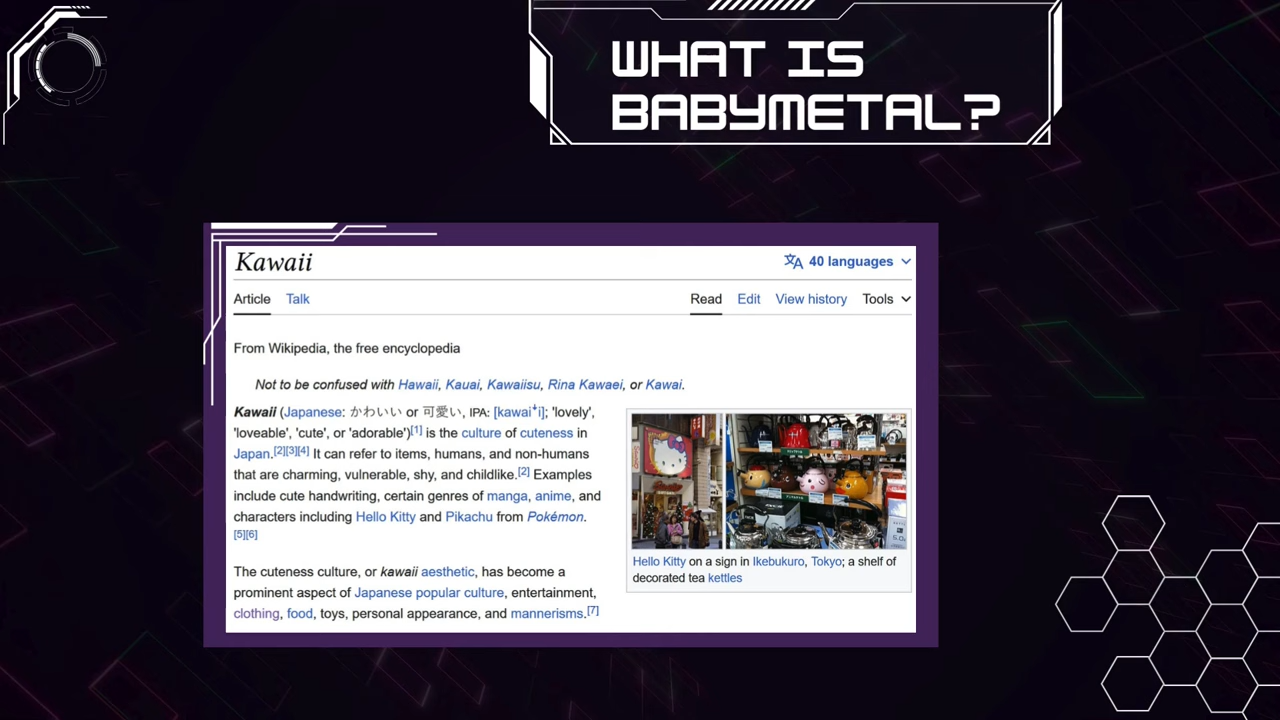 WHAT IS
BABYMETAL?
Kawaii
40 languages
Article Talk
Read Edit View history Tools
From Wikipedia, the free encyclopedia
Not to be confused with Hawaii, Kauai, Kawaiisu, Rina Kawaei, or Kawai.
Kawaii (Japanese: かわいい or 可愛い, IPA: [kawaiꜜi]; 'lovely',
'loveable', 'cute', or 'adorable')[1] is the culture of cuteness in
Japan.[2][3][4] It can refer to items, humans, and non-humans
that are charming, vulnerable, shy, and childlike.[2] Examples
include cute handwriting, certain genres of manga, anime, and
characters including Hello Kitty and Pikachu from Pokémon.
[5][6]
The cuteness culture, or kawaii aesthetic, has become a
prominent aspect of Japanese popular culture, entertainment,
clothing, food, toys, personal appearance, and mannerisms.[7]
Hello Kitty on a sign in Ikebukuro, Tokyo; a shelf of
decorated tea kettles